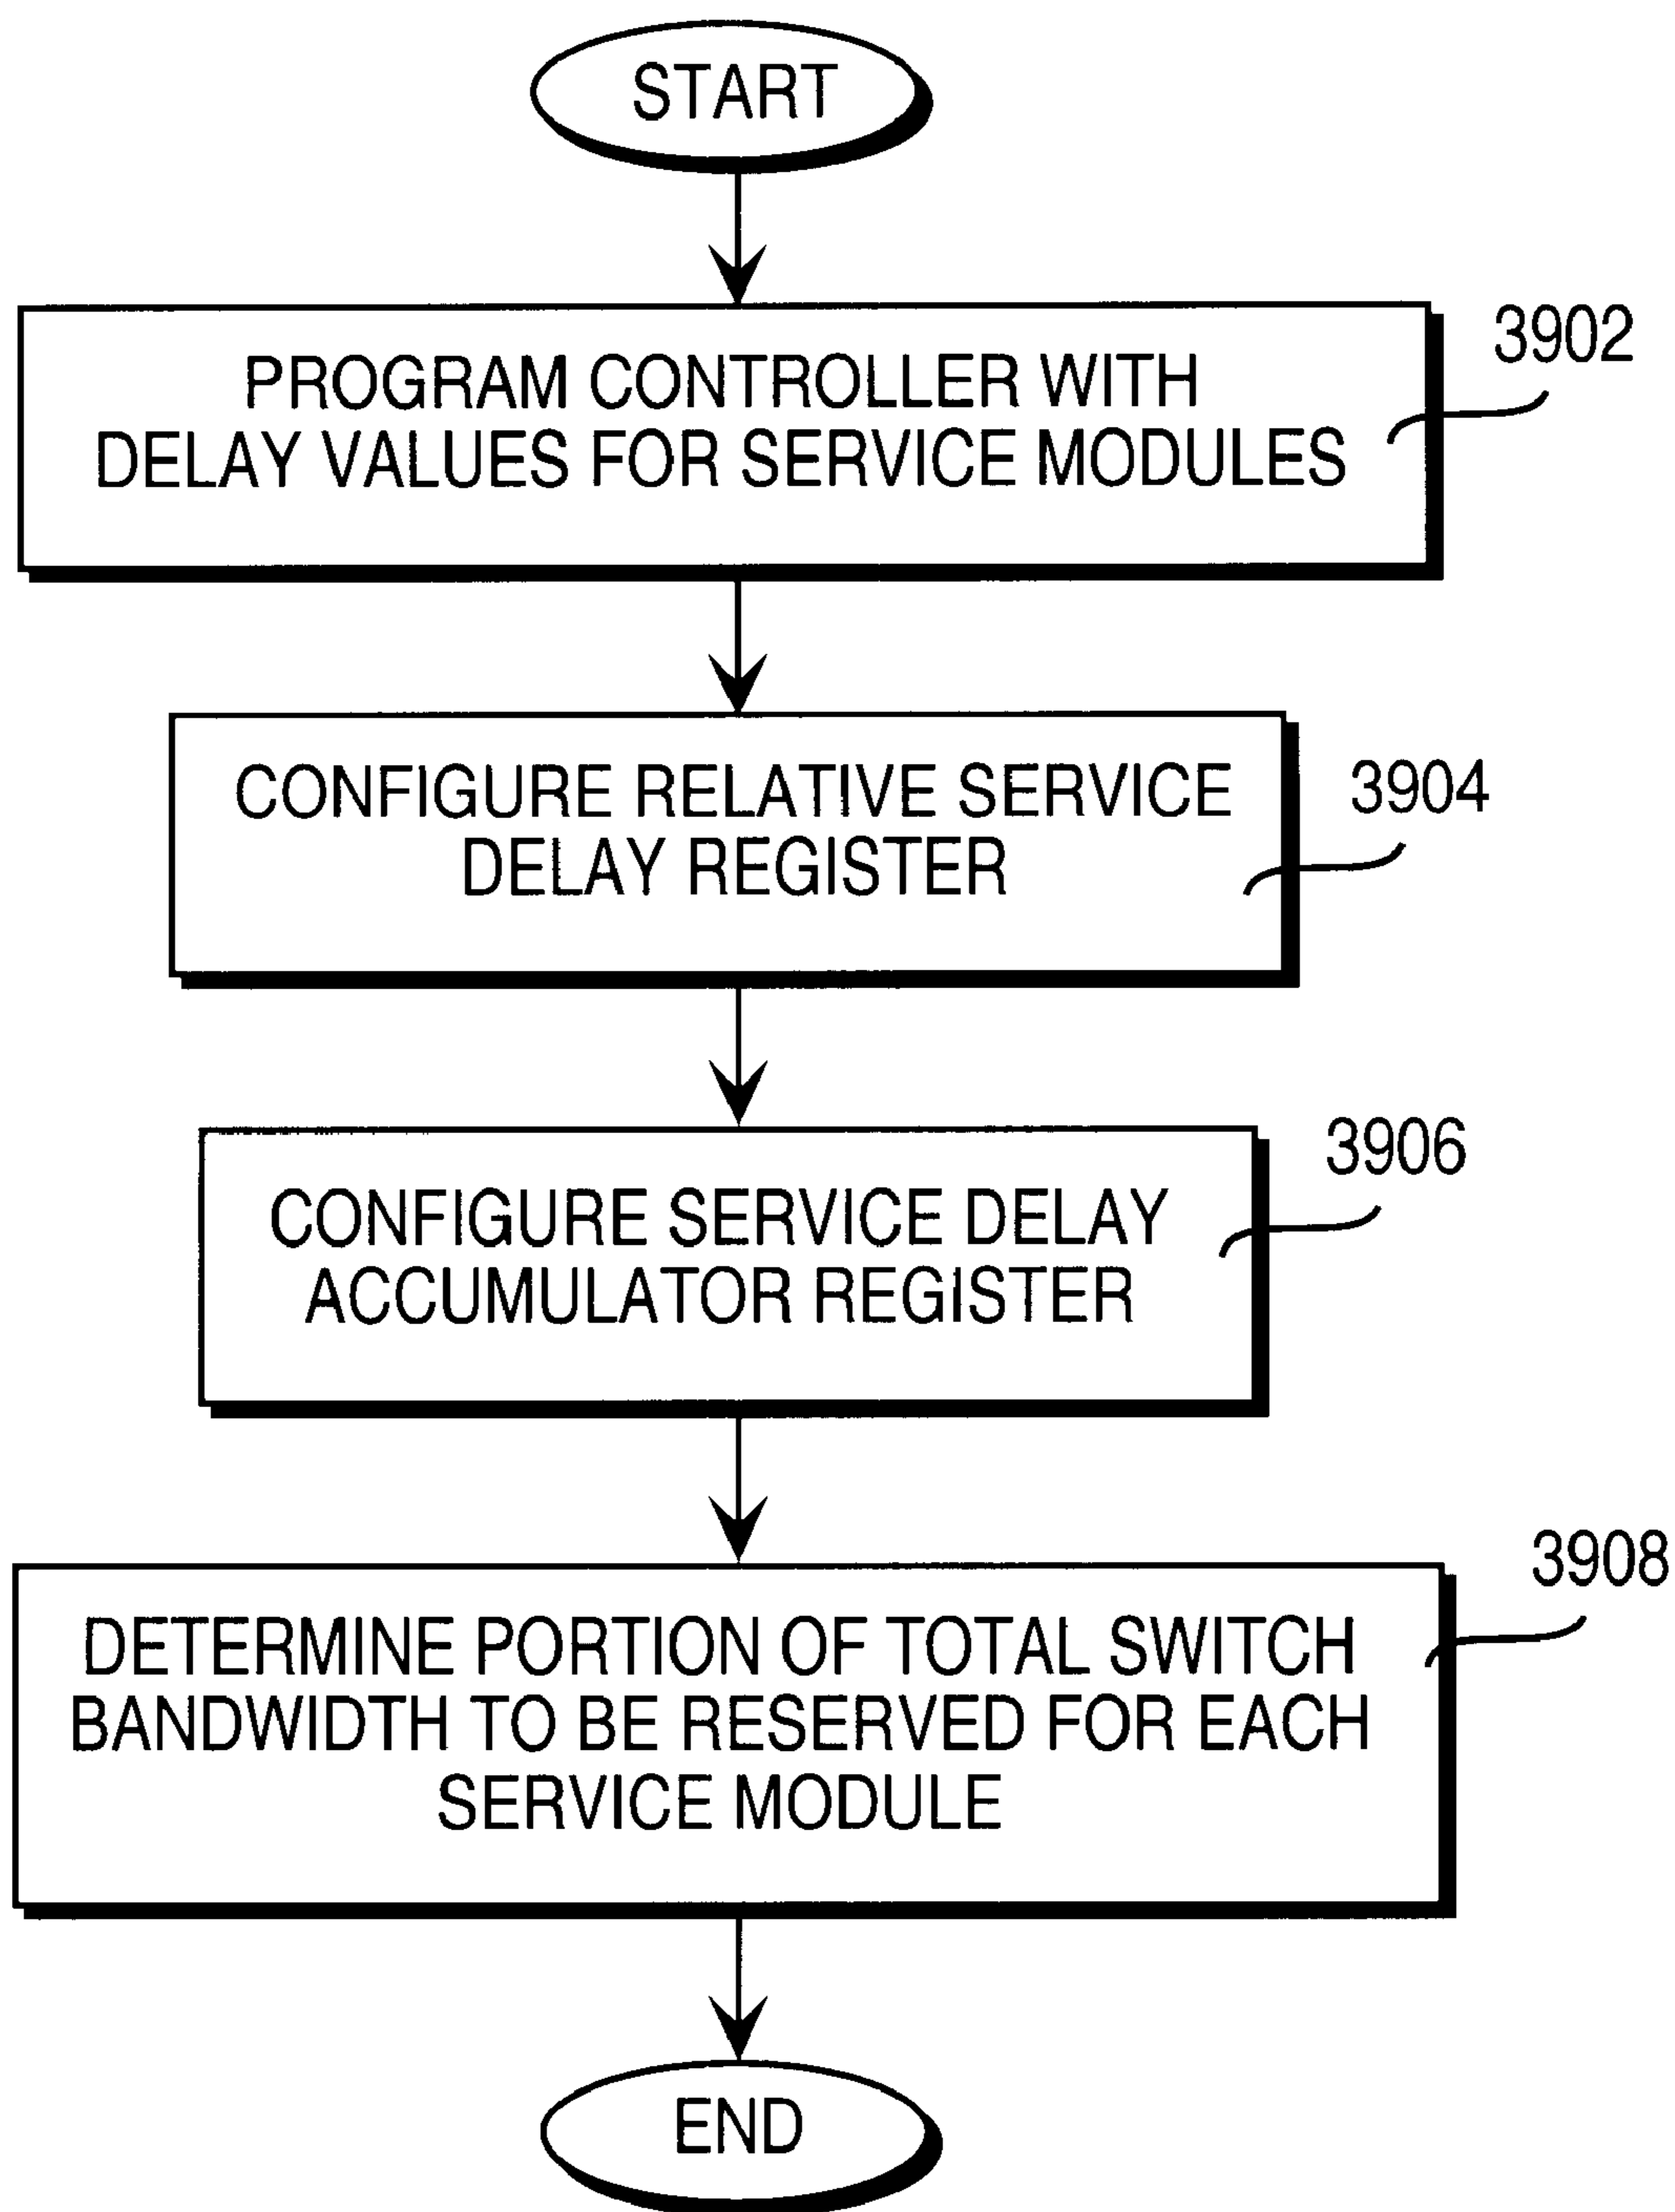 START
PROGRAM CONTROLLER WITH
DELAY VALUES FOR SERVICE MODULES
3902
CONFIGURE RELATIVE SERVICE
DELAY REGISTER
3904
CONFIGURE SERVICE DELAY
ACCUMULATOR REGISTER
3906
DETERMINE PORTION OF TOTAL SWITCH
BANDWIDTH TO BE RESERVED FOR EACH
SERVICE MODULE
3908
END